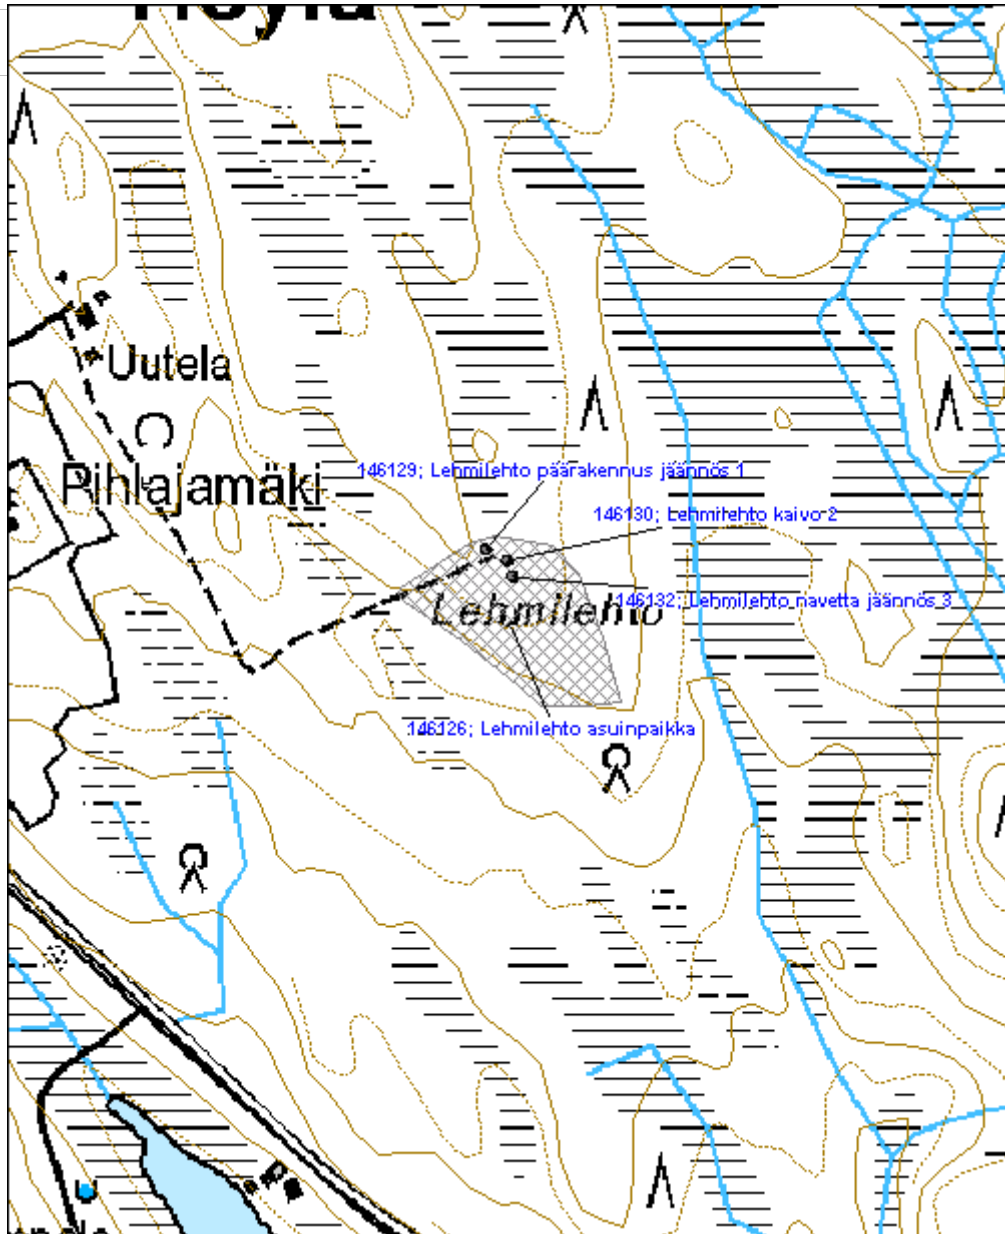 Uutela
Pihlajamäki
146129; Lehmilehto päärakennus jäännös 1
146130; Lehmilehto kaivo 2
146132; Lehmilehto navetta jäännös 3
Lehmilehto
146126; Lehmilehto asuinpaikka